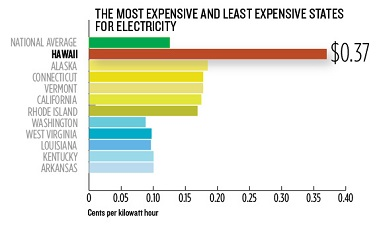 THE MOST EXPENSIVE AND LEAST EXPENSIVE STATES
FOR ELECTRICITY
NATIONAL AVERAGE
HAWAII
$0.37
ALASKA
CONNECTICUT
VERMONT
CALIFORNIA
RHODE ISLAND
WASHINGTON
WEST VIRGINIA
LOUISIANA
KENTUCKY
ARKANSAS
0 0.05 0.10 0.15 0.20 0.25 0.30 0.35 0.40
Cents per kilowatt hour